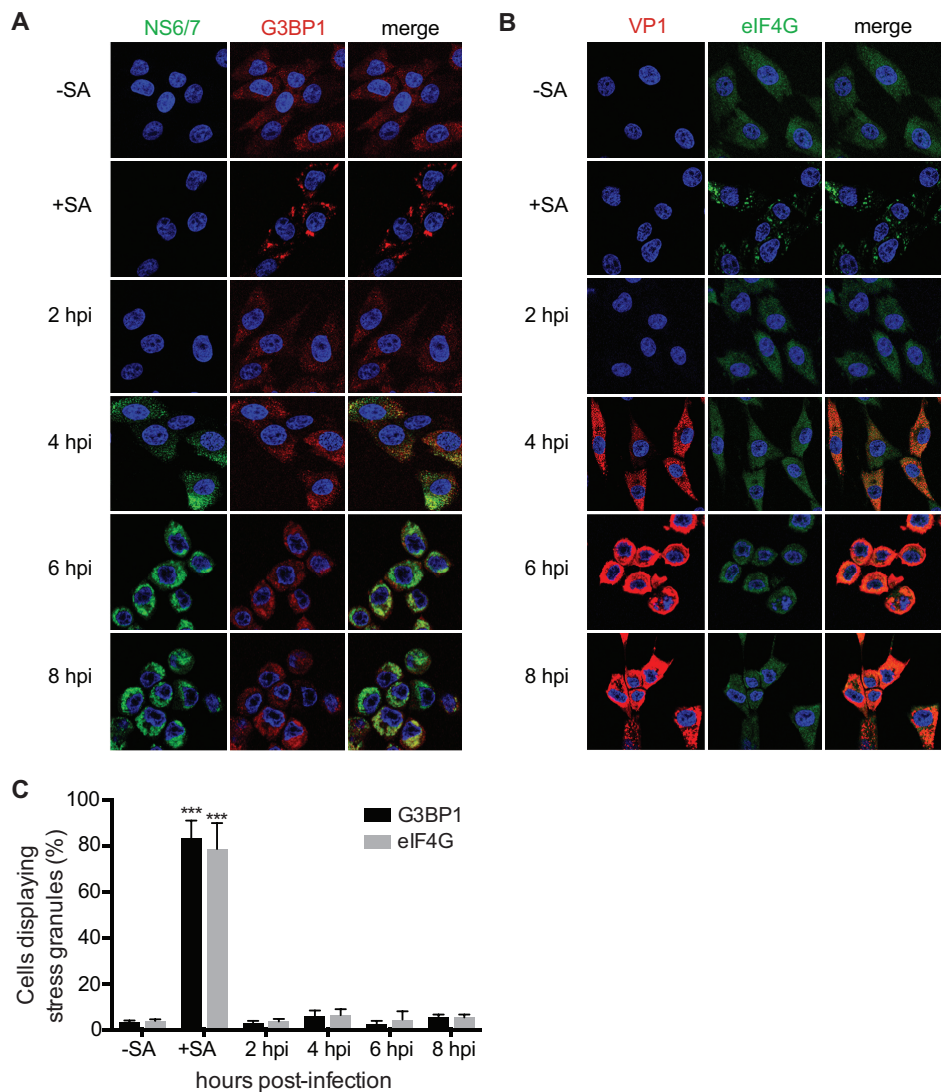 A
NS6/7 G3BP1 merge
-SA
+SA
2 hpi
4 hpi
6 hpi
8 hpi
B
VP1 eIF4G merge
-SA
+SA
2 hpi
4 hpi
6 hpi
8 hpi
C
Cells displaying
stress granules (%)
100
80
60
40
20
0
*** ***
G3BP1
eIF4G
-SA +SA 2 hpi 4 hpi 6 hpi 8 hpi
hours post-infection